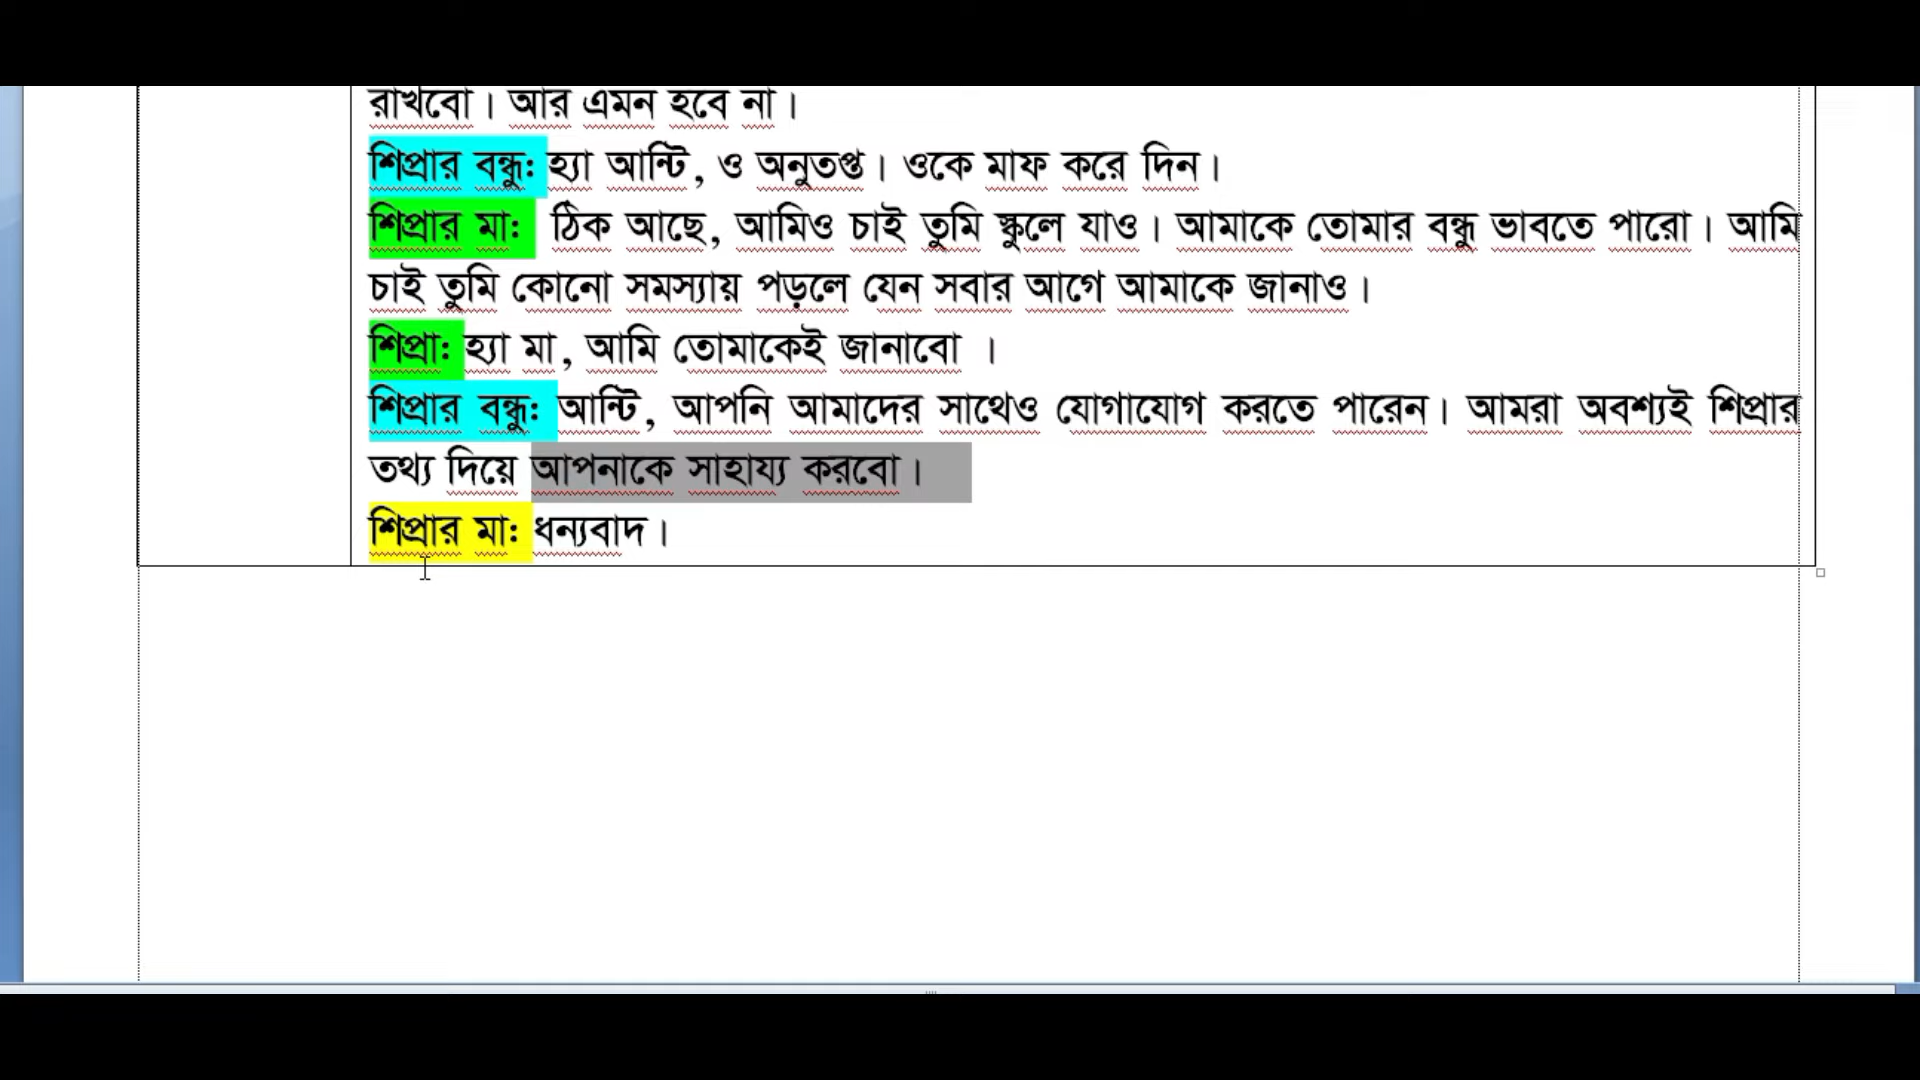 রাখবো। আর এমন হবে না।
শিপ্রার বন্ধু: হ্যা আন্টি, ও অনুতপ্ত। ওকে মাফ করে দিন।
শিপ্রার মা: ঠিক আছে, আমিও চাই তুমি স্কুলে যাও। আমাকে তোমার বন্ধু ভাবতে পারো। আমি
চাই তুমি কোনো সমস্যায় পড়লে যেন সবার আগে আমাকে জানাও।
শিপ্রা: হ্যা মা, আমি তোমাকেই জানাবো ।
শিপ্রার বন্ধু: আন্টি, আপনি আমাদের সাথেও যোগাযোগ করতে পারেন। আমরা অবশ্যই শিপ্রার
তথ্য দিয়ে আপনাকে সাহায্য করবো।
শিপ্রার মা: ধন্যবাদ।